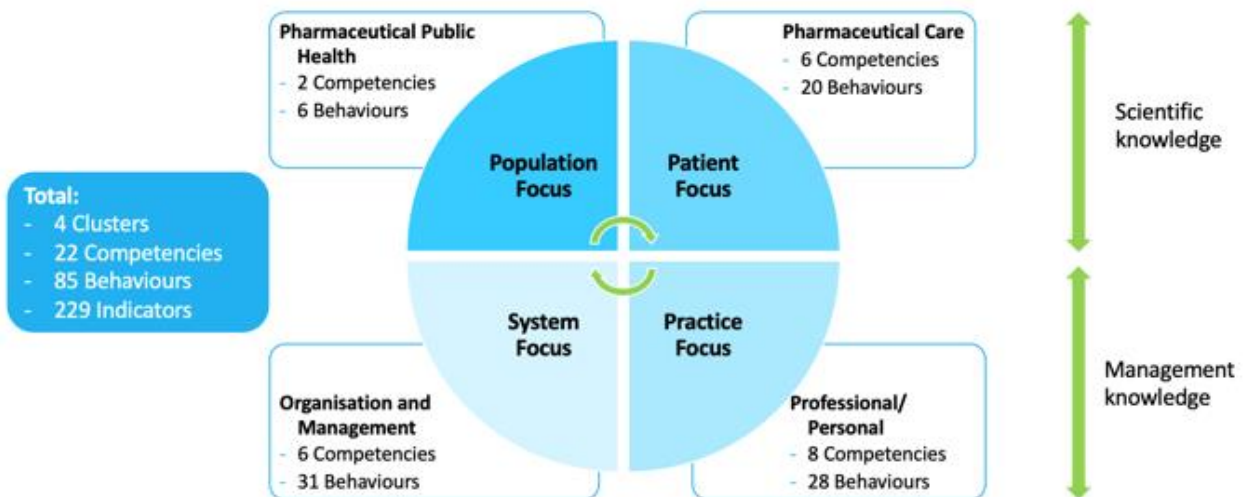 Pharmaceutical Public
Health
- 2 Competencies
- 6 Behaviours
Pharmaceutical Care
- 6 Competencies
- 20 Behaviours
Scientific
knowledge
Population
Focus
Patient
Focus
Total:
- 4 Clusters
- 22 Competencies
- 85 Behaviours
- 229 Indicators
System
Focus
Practice
Focus
Organisation and
Management
- 6 Competencies
- 31 Behaviours
Professional/
Personal
- 8 Competencies
- 28 Behaviours
Management
knowledge